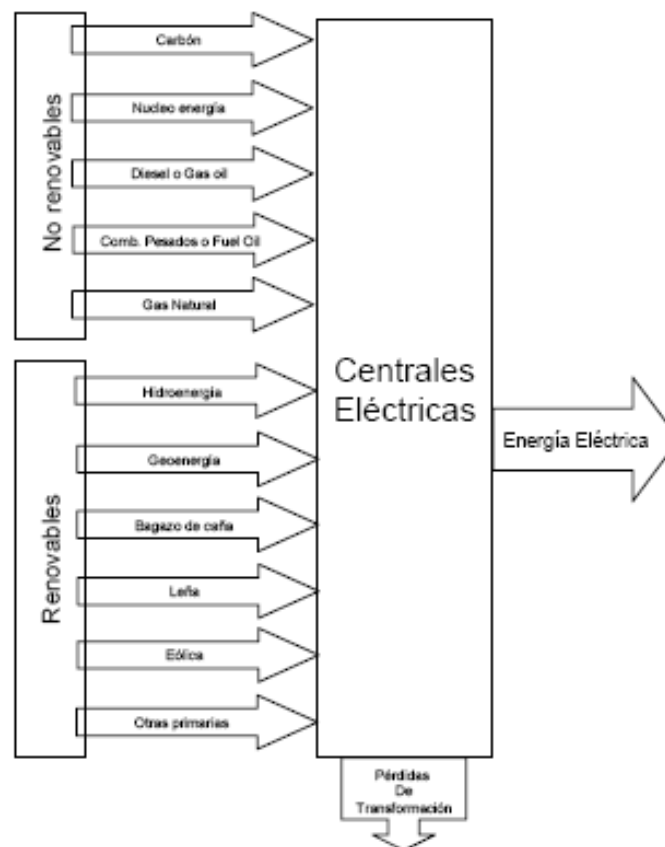 No renovables
Carbón
Nucleo energía
Diesel o Gas oil
Comb. Pesados o Fuel Oil
Gas Natural
Renovables
Hidroenergía
Geoenergía
Bagazo de caña
Leña
Eólica
Otras primarias
Centrales
Eléctricas
Energía Eléctrica
Pérdidas
De
Transformación